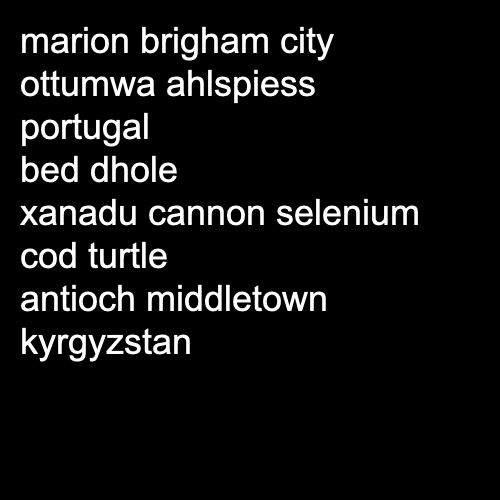 marion brigham city
ottumwa ahlspiess
portugal
bed dhole
xanadu cannon selenium
cod turtle
antioch middletown
kyrgyzstan